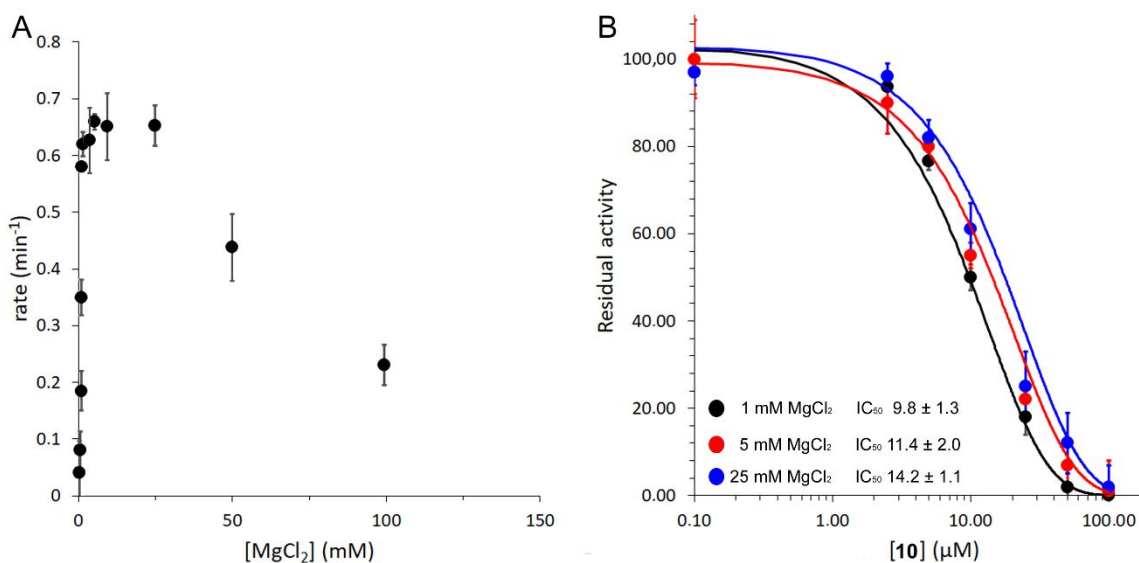 A
0.8
0.7
0.6
0.5
0.4
0.3
0.2
0.1
0
0
50
100
150
rate (min⁻¹)
[MgCl₂] (mM)
B
100,00
80.00
60.00
40.00
20.00
0.00
0.10
1.00
10.00
100.00
Residual activity
1 mM MgCl₂ IC₅₀ 9.8 ± 1.3
5 mM MgCl₂ IC₅₀ 11.4 ± 2.0
25 mM MgCl₂ IC₅₀ 14.2 ± 1.1
[10] (μM)